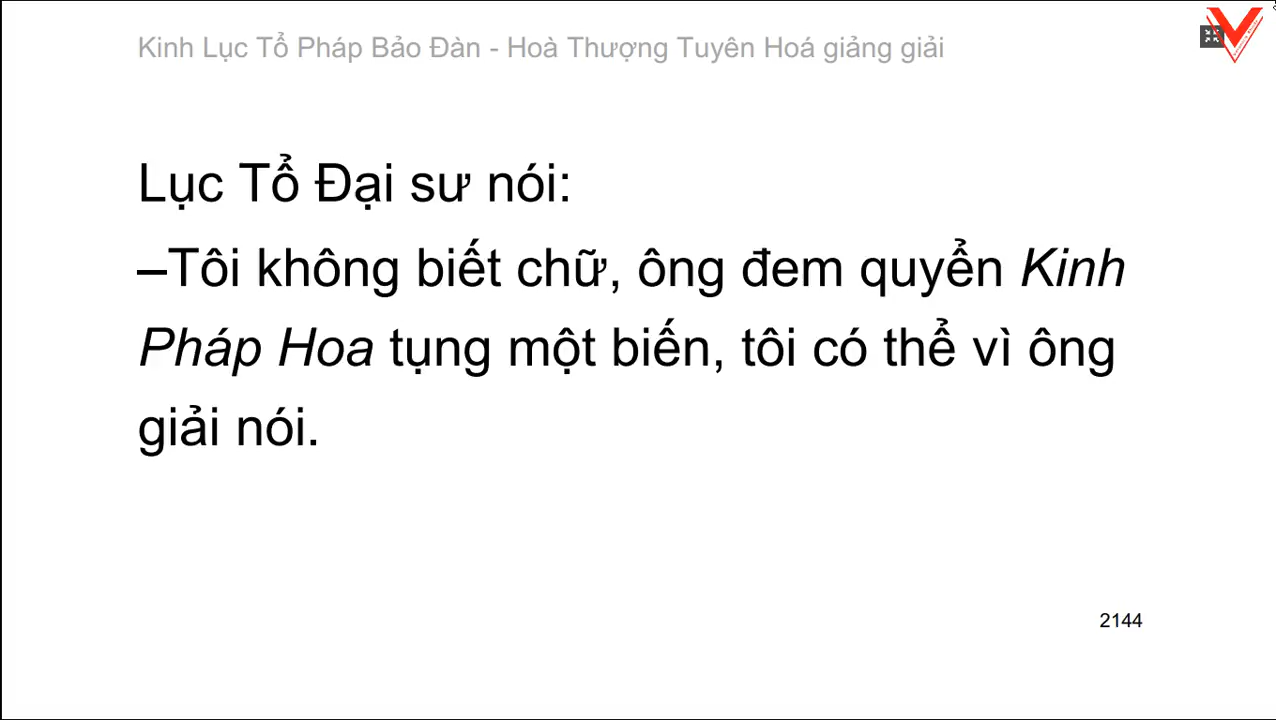 Kinh Lục Tổ Pháp Bảo Đàn - Hoà Thượng Tuyên Hoá giảng giải
Lục Tổ Đại sư nói:
–Tôi không biết chữ, ông đem quyển Kinh
Pháp Hoa tụng một biến, tôi có thể vì ông
giải nói.
2144